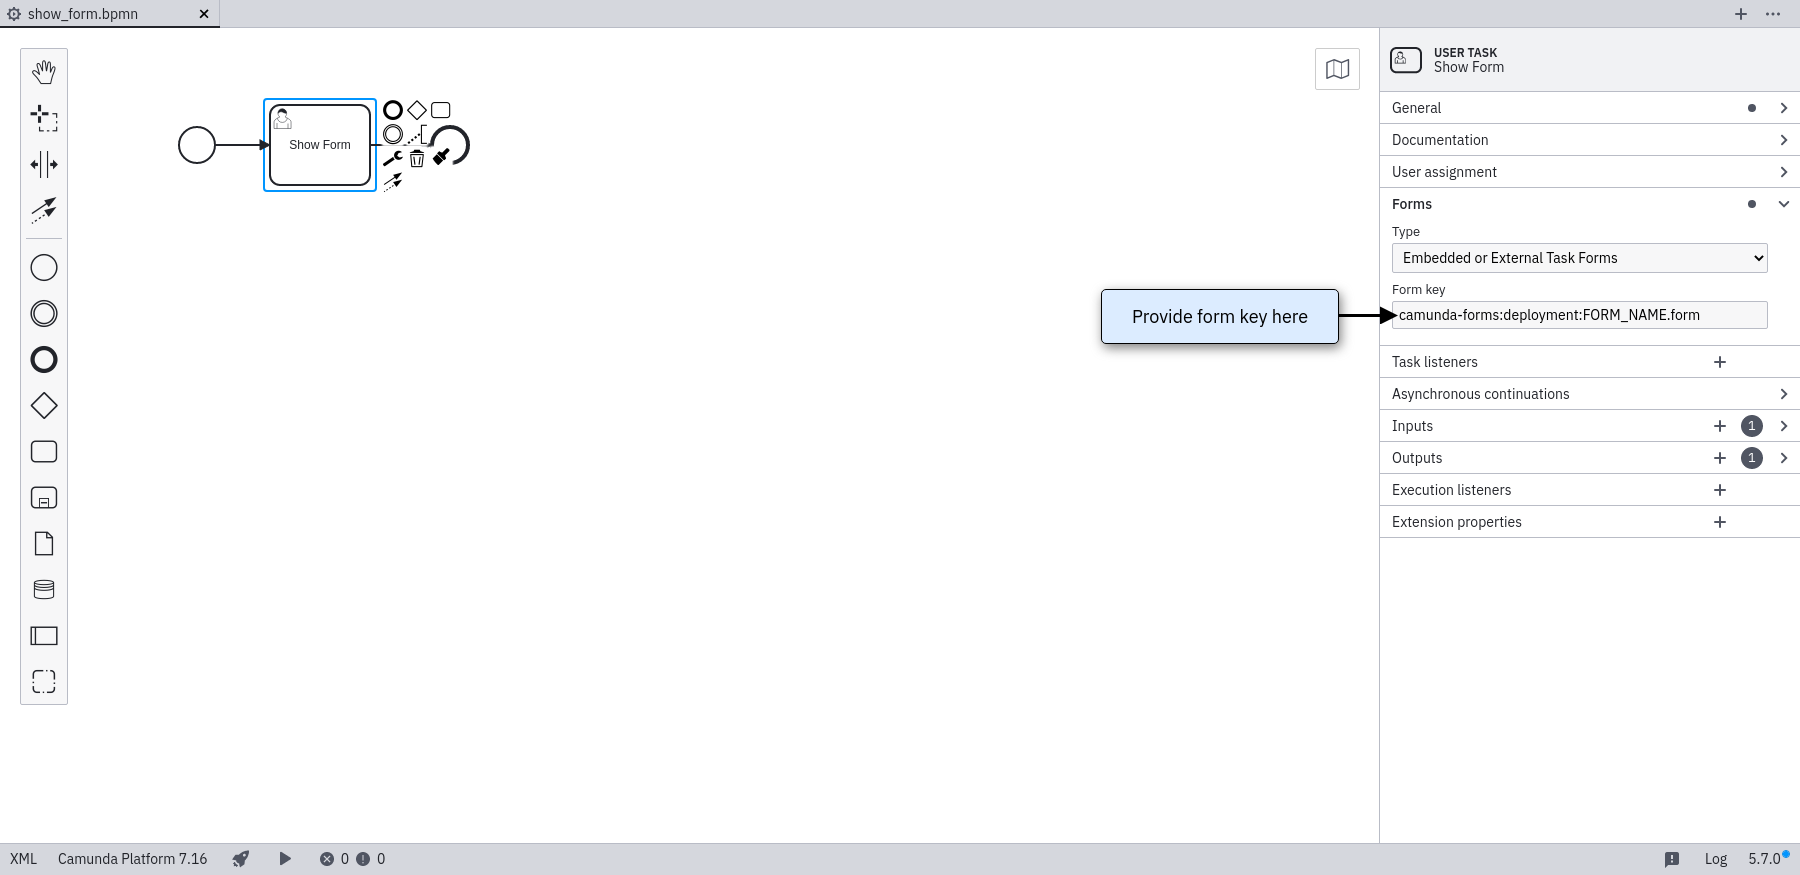 show_form.bpmn
USER TASK
Show Form
General
Documentation
User assignment
Forms
Type
Embedded or External Task Forms
Form key
camunda-forms:deployment:FORM_NAME.form
Provide form key here
Show Form
Task listeners
Asynchronous continuations
Inputs 1
Outputs 1
Execution listeners
Extension properties
XML Camunda Platform 7.16 0 0 Log 5.7.0